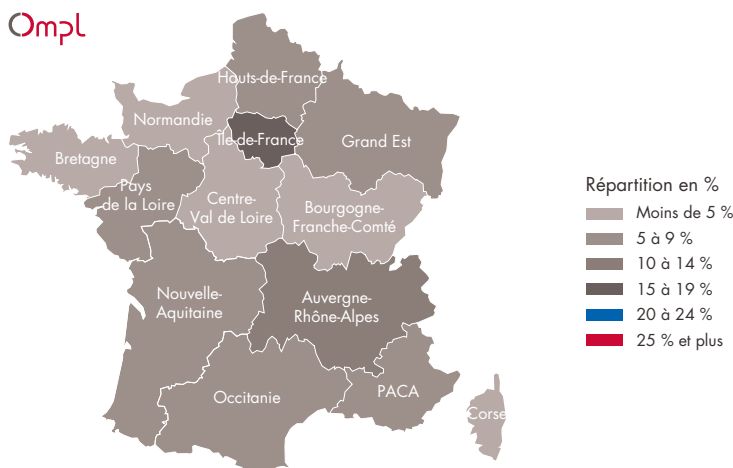 Ompl
Hauts-de-France
Normandie
Île-de-France
Grand Est
Bretagne
Pays
de la Loire
Centre-
Val de Loire
Bourgogne-
Franche-Comté
Nouvelle-
Aquitaine
Auvergne-
Rhône-Alpes
Occitanie
PACA
Corse
Répartition en %
Moins de 5 %
5 à 9 %
10 à 14 %
15 à 19 %
20 à 24 %
25 % et plus